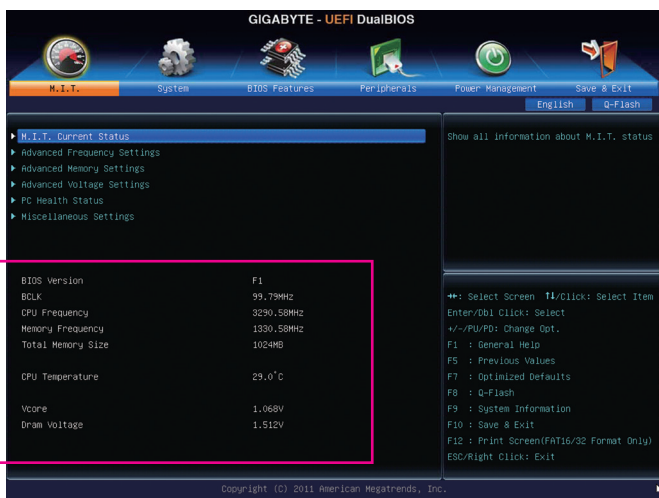 GIGABYTE - UEFI DualBIOS
M.I.T.
System
BIOS Features
Peripherals
Power Management
Save & Exit
English
Q-Flash
M.I.T. Current Status
Advanced Frequency Settings
Advanced Memory Settings
Advanced Voltage Settings
PC Health Status
Miscellaneous Settings
Show all information about M.I.T. status
BIOS Version F1
BCLK 99.79MHz
CPU Frequency 3290.58MHz
Memory Frequency 1330.58MHz
Total Memory Size 1024MB
CPU Temperature 29.0°C
Vcore 1.068V
Dram Voltage 1.512V
→←: Select Screen ↑↓/Click: Select Item
Enter/Dbl Click: Select
+/-/PU/PD: Change Opt.
F1 : General Help
F5 : Previous Values
F7 : Optimized Defaults
F8 : Q-Flash
F9 : System Information
F10 : Save & Exit
F12 : Print Screen(FAT16/32 Format Only)
ESC/Right Click: Exit
Copyright (C) 2011 American Megatrends, Inc.